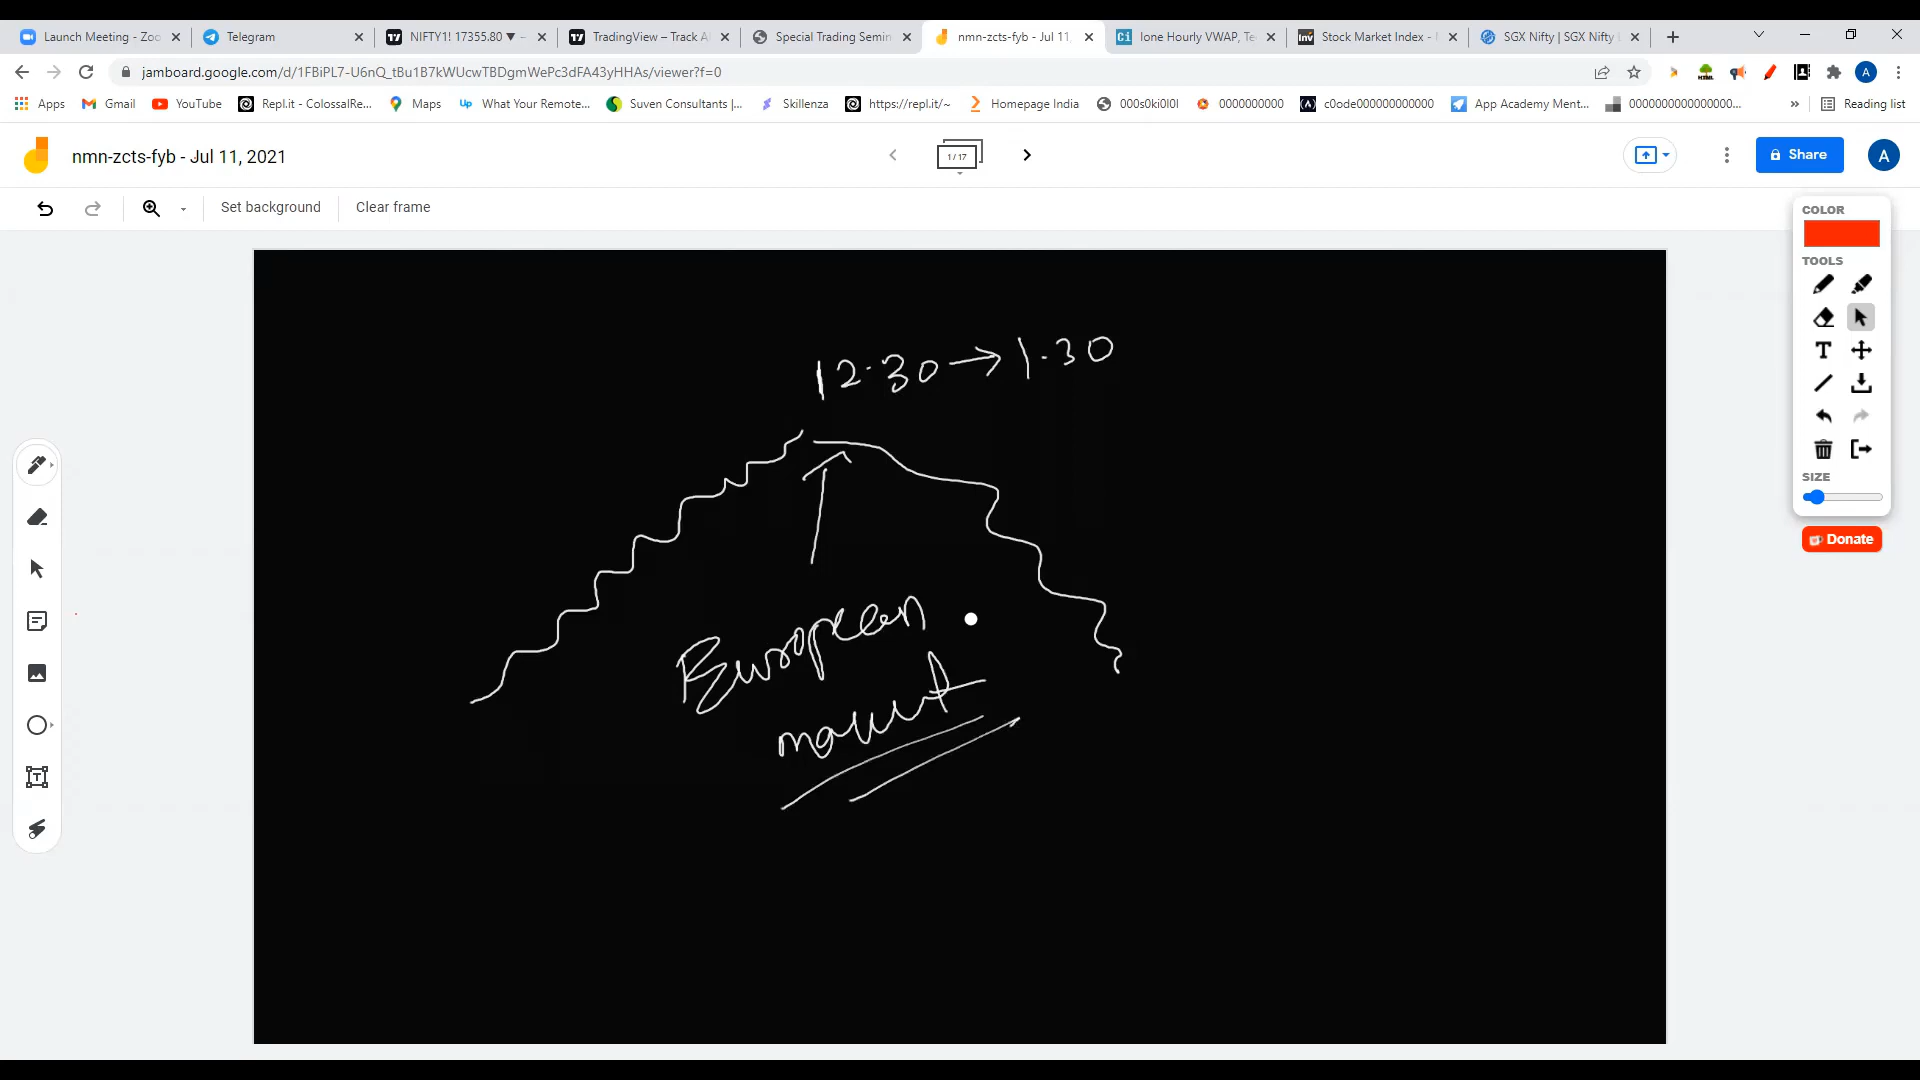 Launch Meeting - Zoo
Telegram
NIFTY1! 17355.80 ▼ −
TradingView – Track A
Special Trading Semin
nmn-zcts-fyb - Jul 11,
Ci
lone Hourly VWAP, Te
Inv
Stock Market Index -
SGX Nifty | SGX Nifty L
jamboard.google.com/d/1FBiPL7-U6nQ_tBu1B7kWUcwTBDgmWePc3dFA43yHHAs/viewer?f=0
A
Apps
Gmail
YouTube
Repl.it - ColossalRe...
Maps
Up
What Your Remote...
Suven Consultants |...
Skillenza
https://repl.it/~
Homepage India
000s0ki0l0l
0000000000
c0ode000000000000
App Academy Ment...
0000000000000000...
»
Reading list
nmn-zcts-fyb - Jul 11, 2021
1 / 17
Share
A
Set background
Clear frame
COLOR
TOOLS
T
SIZE
Donate
12.30 → 1.30
European
market